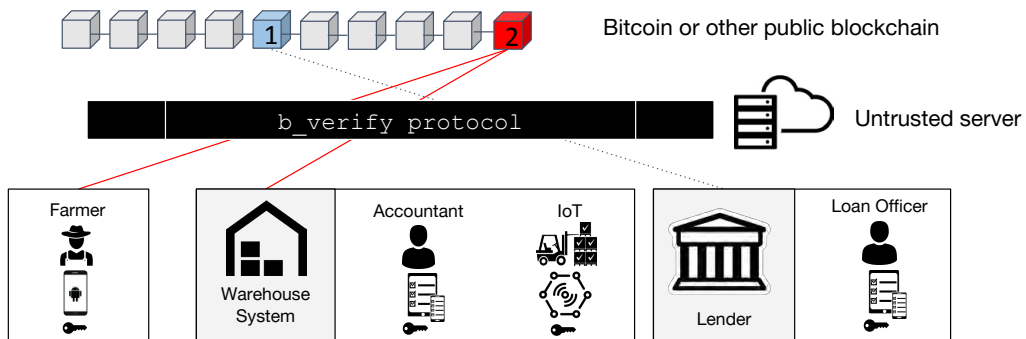 Bitcoin or other public blockchain
1
2
b_verify protocol
Untrusted server
Farmer
Warehouse
System
Accountant
IoT
Lender
Loan Officer